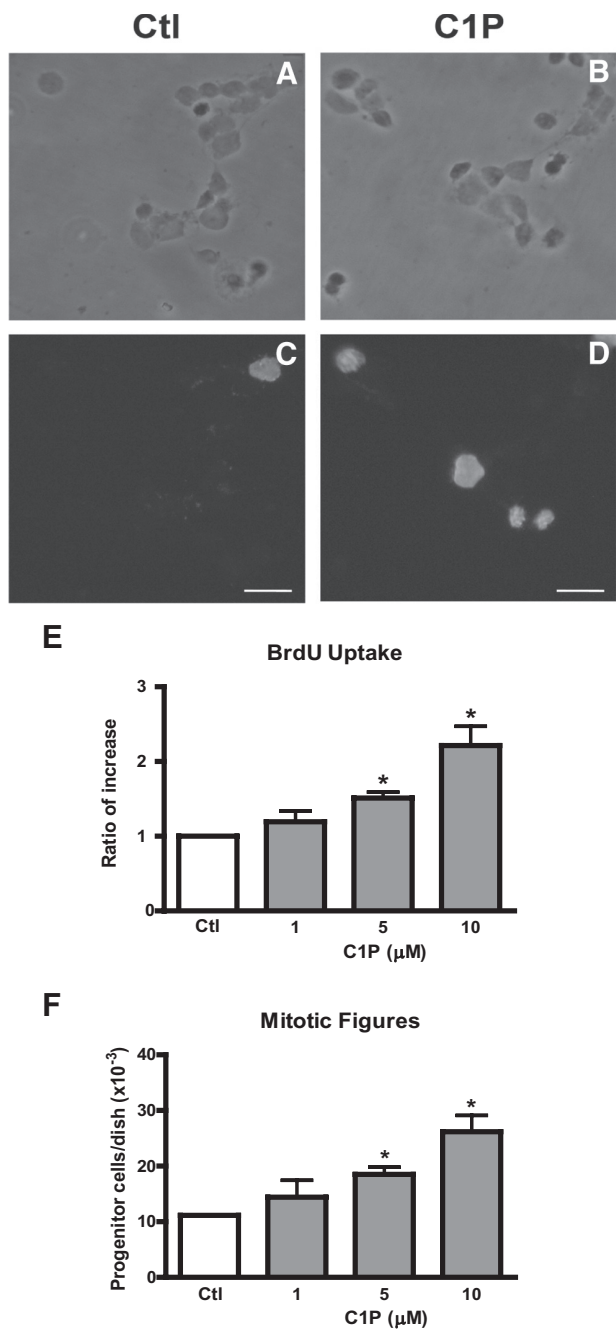 Ctl C1P
A B
C D
E
BrdU Uptake
Ratio of increase
3
2
1
0
*
*
Ctl 1 5 10
C1P (µM)
F
Mitotic Figures
Progenitor cells/dish (x10⁻³)
40
30
20
10
0
*
*
Ctl 1 5 10
C1P (µM)